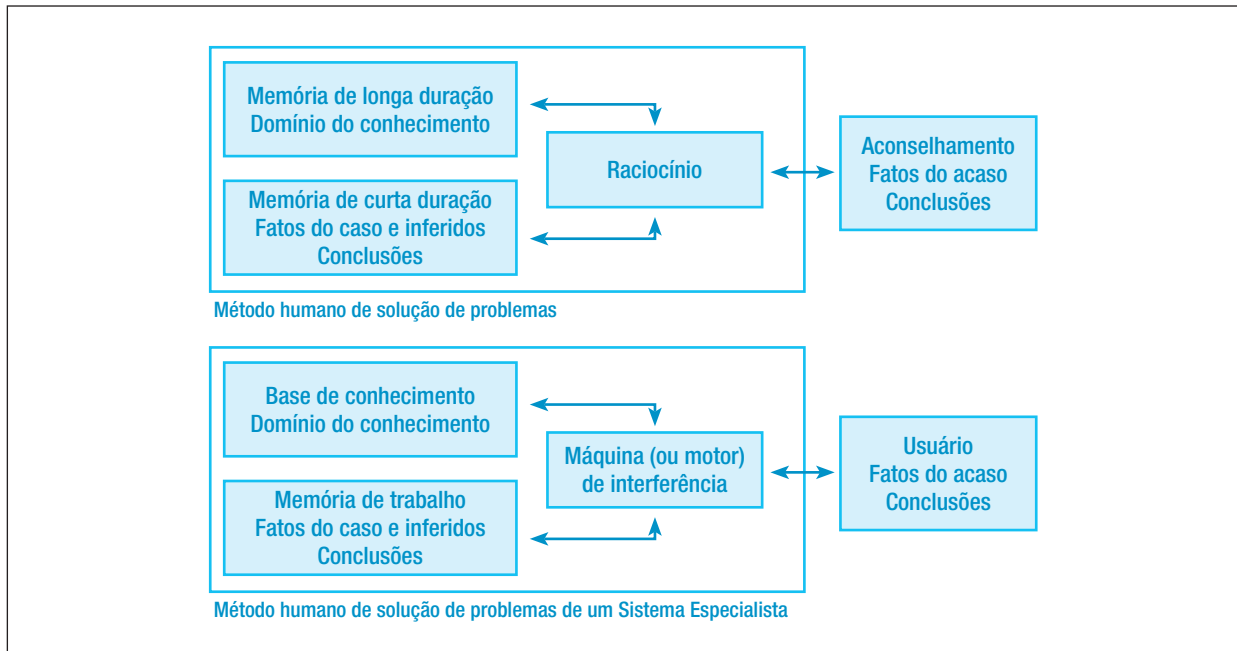 Memória de longa duração
Domínio do conhecimento
Memória de curta duração
Fatos do caso e inferidos
Conclusões
Raciocínio
Aconselhamento
Fatos do acaso
Conclusões
Método humano de solução de problemas
Base de conhecimento
Domínio do conhecimento
Memória de trabalho
Fatos do caso e inferidos
Conclusões
Máquina (ou motor)
de interferência
Usuário
Fatos do acaso
Conclusões
Método humano de solução de problemas de um Sistema Especialista